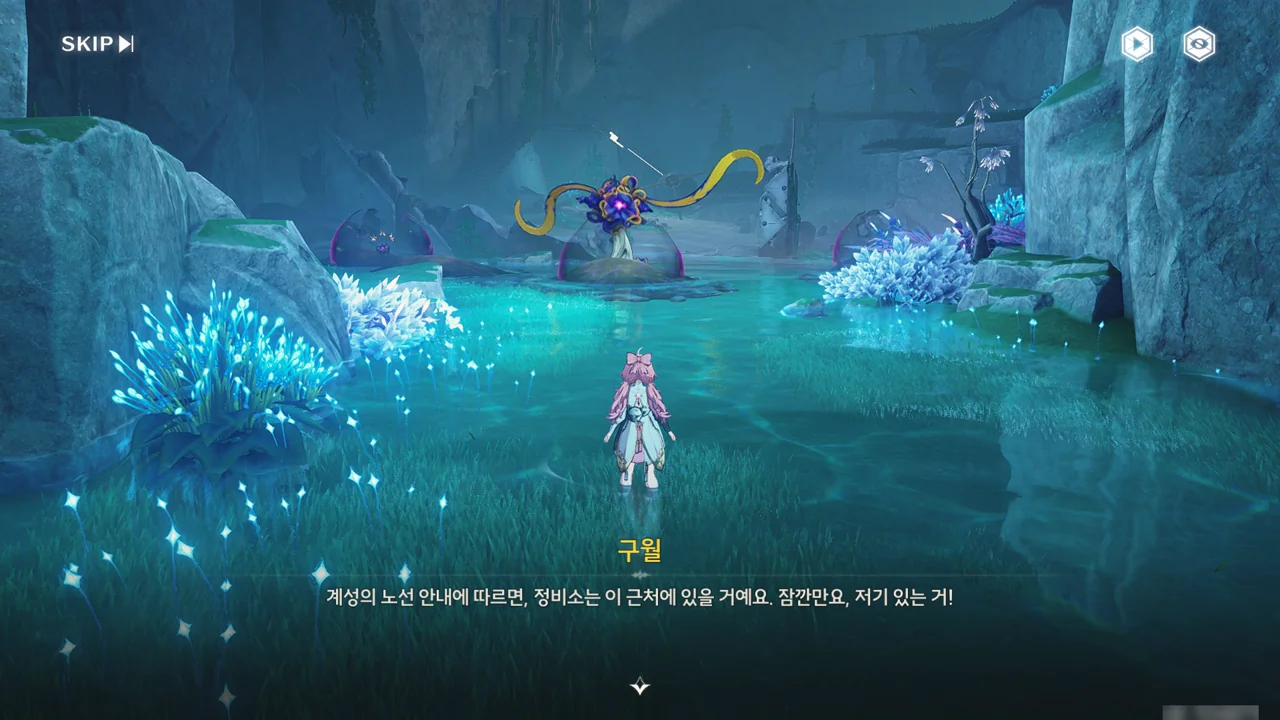 SKIP
구월
계성의 노선 안내에 따르면, 정비소는 이 근처에 있을 거예요. 잠깐만요, 저기 있는 거!